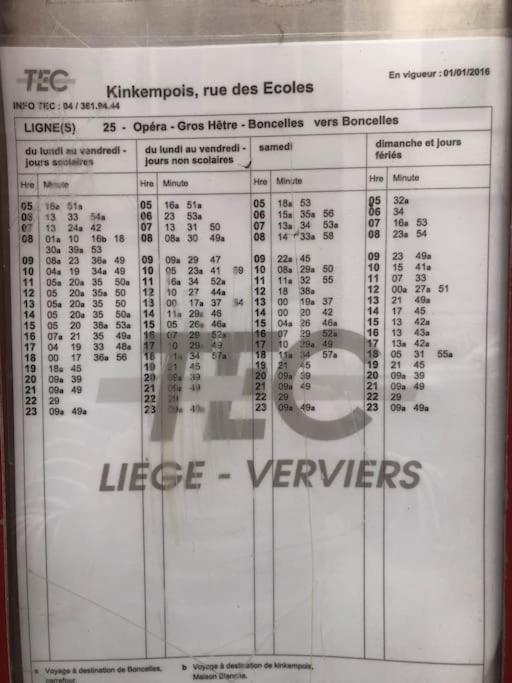 TEC
En vigueur : 01/01/2016
Kinkempois, rue des Ecoles
INFO TEC : 04 / 361.94.44
LIGNE(S) 25 - Opéra - Gros Hêtre - Boncelles vers Boncelles
du lundi au vendredi - jours scolaires
Hre Minute
05 16a 51a
06 13 33 54a
07 13 24a 42
08 01a 10 16b 18
30a 39a 53
09 08a 23 36a 49
10 04a 19 34a 49
11 05a 20a 35 50a
12 05 20a 35a 50
13 05a 20a 35 50
14 05 20a 35 50a
15 05 20 38a 53a
16 07a 21 35 49a
17 04 19 33 48a
18 00 17 36a 56
19 18a 45
20 09a 39
21 09a 49
22 29
23 09a 49a
du lundi au vendredi - jours non scolaires
Hre Minute
05 16a 51a
06 23 53a
07 13 31 50
08 08a 30 49a
09 09a 29 47
10 05 23a 41 59
11 16a 34 52a
12 10 27 44a
13 00 17a 37 54
14 11a 29a 46
15 05 26a 46a
16 07 29 52a
17 10 29a 49
18 11a 34 57a
19 21 45
20 09a 39
21 09a 49
22 29
23 09a 49a
samedi
Hre Minute
05 18a 53
06 15a 35a 56
07 13a 34 53a
08 14 33a 58
09 22a 45
10 08a 29a 50
11 11a 32 55
12 18 38a
13 00 19a 37
14 00 20 42
15 04a 26 46a
16 07 29 52a
17 10 29a 49
18 11a 34 57a
19 21 45
20 09a 39
21 09a 49
22 29
23 09a 49a
dimanche et jours fériés
Hre Minute
05 32a
06 34
07 16a 53
08 23a 54
09 23 49a
10 15 41a
11 07 33
12 00a 27a 51
13 21 49a
14 17 45
15 13 42a
16 13 43a
17 13a 42a
18 05 31 55a
19 21 45
20 09a 39
21 09a 49
22 29
23 09a 49a
TEC
LIÈGE - VERVIERS
a Voyage à destination de Boncelles,
carrefour.
b Voyage à destination de kinkempois,
Maison Blanche.